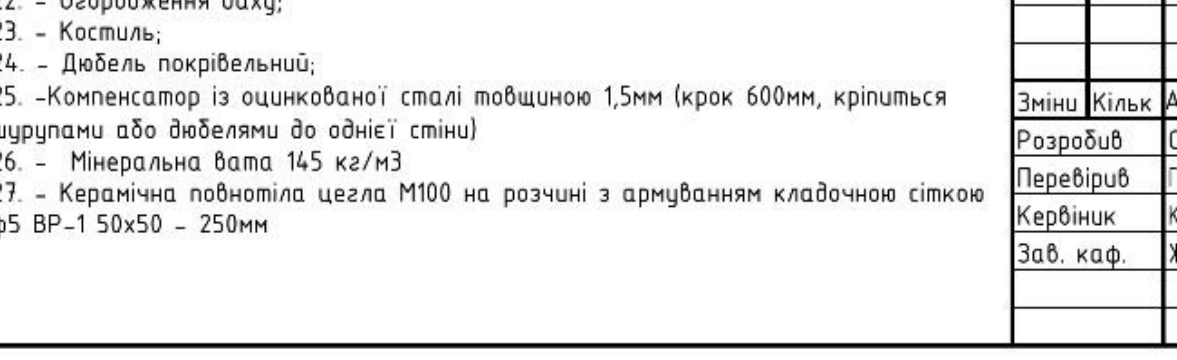 22. - Огородження даху;
23. - Костиль;
24. - Дюбель покрівельний;
25. -Компенсатор із оцинкованої сталі товщиною 1,5мм (крок 600мм, кріпиться
шурупами або дюбелями до однієї стіни)
26. - Мінеральна вата 145 кг/м3
27. - Керамічна повнотіла цегла М100 на розчині з армуванням кладочною сіткою
ф5 ВР-1 50х50 - 250мм
Зміни Кільк
Розробив
Перевірив
Кервіник
Зав. каф.